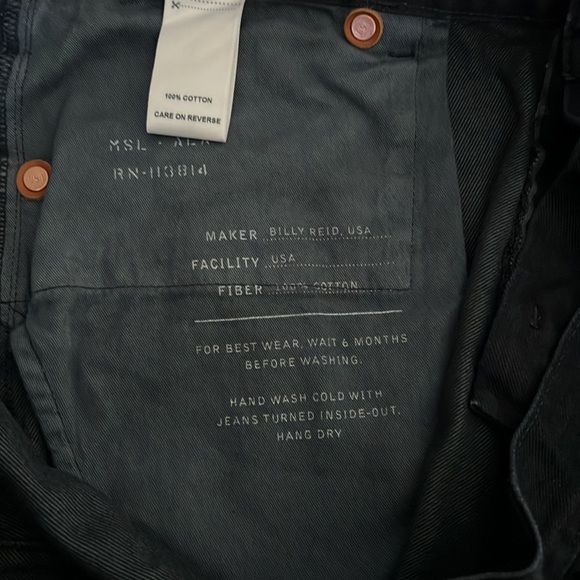 100% COTTON
CARE ON REVERSE
MSL - ALX
RN-113814
MAKER BILLY REID, USA
FACILITY USA
FIBER 100% COTTON
FOR BEST WEAR, WAIT 6 MONTHS
BEFORE WASHING.
HAND WASH COLD WITH
JEANS TURNED INSIDE-OUT.
HANG DRY